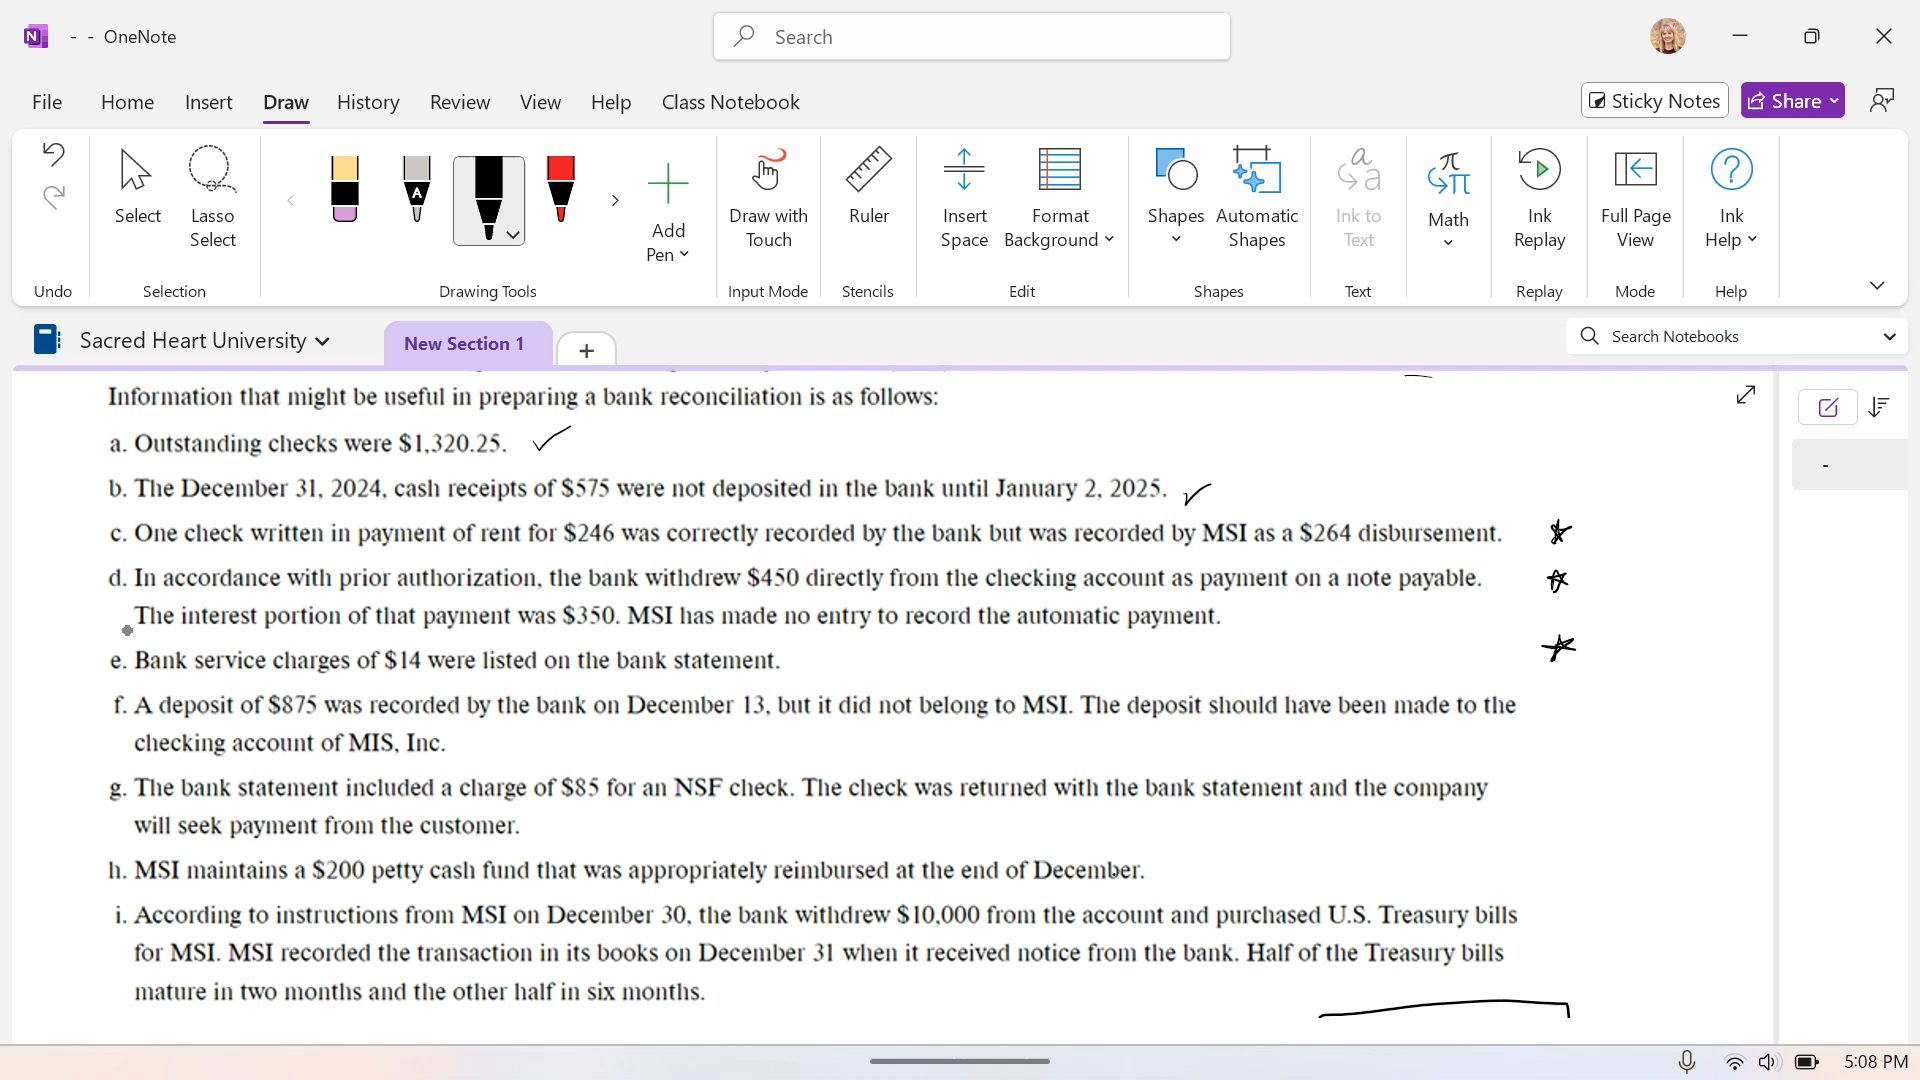 - - OneNote
Search
File Home Insert Draw History Review View Help Class Notebook
Sticky Notes Share
Select
Lasso Select
Add Pen
Draw with Touch
Ruler
Insert Space
Format Background
Shapes
Automatic Shapes
Ink to Text
Math
Ink Replay
Full Page View
Ink Help
Undo Selection Drawing Tools Input Mode Stencils Edit Shapes Text Replay Mode Help
Sacred Heart University New Section 1 + Search Notebooks
Information that might be useful in preparing a bank reconciliation is as follows:
a. Outstanding checks were $1,320.25.
b. The December 31, 2024, cash receipts of $575 were not deposited in the bank until January 2, 2025.
c. One check written in payment of rent for $246 was correctly recorded by the bank but was recorded by MSI as a $264 disbursement.
d. In accordance with prior authorization, the bank withdrew $450 directly from the checking account as payment on a note payable.
The interest portion of that payment was $350. MSI has made no entry to record the automatic payment.
e. Bank service charges of $14 were listed on the bank statement.
f. A deposit of $875 was recorded by the bank on December 13, but it did not belong to MSI. The deposit should have been made to the
checking account of MIS, Inc.
g. The bank statement included a charge of $85 for an NSF check. The check was returned with the bank statement and the company
will seek payment from the customer.
h. MSI maintains a $200 petty cash fund that was appropriately reimbursed at the end of December.
i. According to instructions from MSI on December 30, the bank withdrew $10,000 from the account and purchased U.S. Treasury bills
for MSI. MSI recorded the transaction in its books on December 31 when it received notice from the bank. Half of the Treasury bills
mature in two months and the other half in six months.
-
5:08 PM